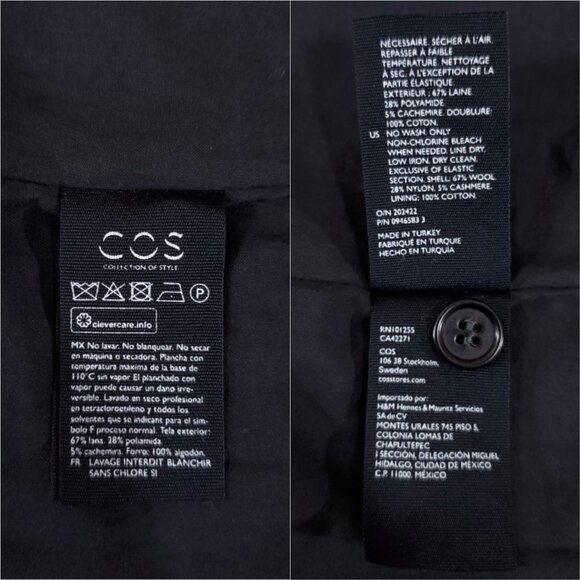 COS
COLLECTION OF STYLE
P
clevercare.info
MX No lavar. No blanquear. No secar
en máquina o secadora. Plancha con
temperatura máxima de la base de
110°C sin vapor. El planchado con
vapor puede causar un dano irre-
versible. Lavado en seco profesional
en tetracloroetileno y todos los
solventes que se indican para el sím-
bolo F proceso normal. Tela exterior:
67% lana. 28% poliamida
5% cachemira. Forro: 100% algodón.
FR LAVAGE INTERDIT BLANCHIR
SANS CHLORE SI
NÉCESSAIRE. SÉCHER À L'AIR.
REPASSER À FAIBLE
TEMPÉRATURE. NETTOYAGE
À SEC. À L'EXCEPTION DE LA
PARTIE ÉLASTIQUE
EXTERIEUR : 67% LAINE
28% POLYAMIDE
5% CACHEMIRE. DOUBLURE:
100% COTON.
US NO WASH. ONLY
NON-CHLORINE BLEACH
WHEN NEEDED. LINE DRY.
LOW IRON. DRY CLEAN.
EXCLUSIVE OF ELASTIC
SECTION. SHELL: 67% WOOL
28% NYLON. 5% CASHMERE.
LINING: 100% COTTON.
O/N 202422
P/N 0946583 3
MADE IN TURKEY
FABRIQUÉ EN TURQUIE
HECHO EN TURQUÍA
RN101255
CA42271
COS
106 38 Stockholm,
Sweden
cosstores.com
Importado por:
H&M Hennes & Mauritz Servicios
SA de CV
MONTES URALES 745 PISO 5,
COLONIA LOMAS DE
CHAPULTEPEC
I SECCIÓN, DELEGACIÓN MIGUEL
HIDALGO, CIUDAD DE MÉXICO
C.P. 11000. MÉXICO